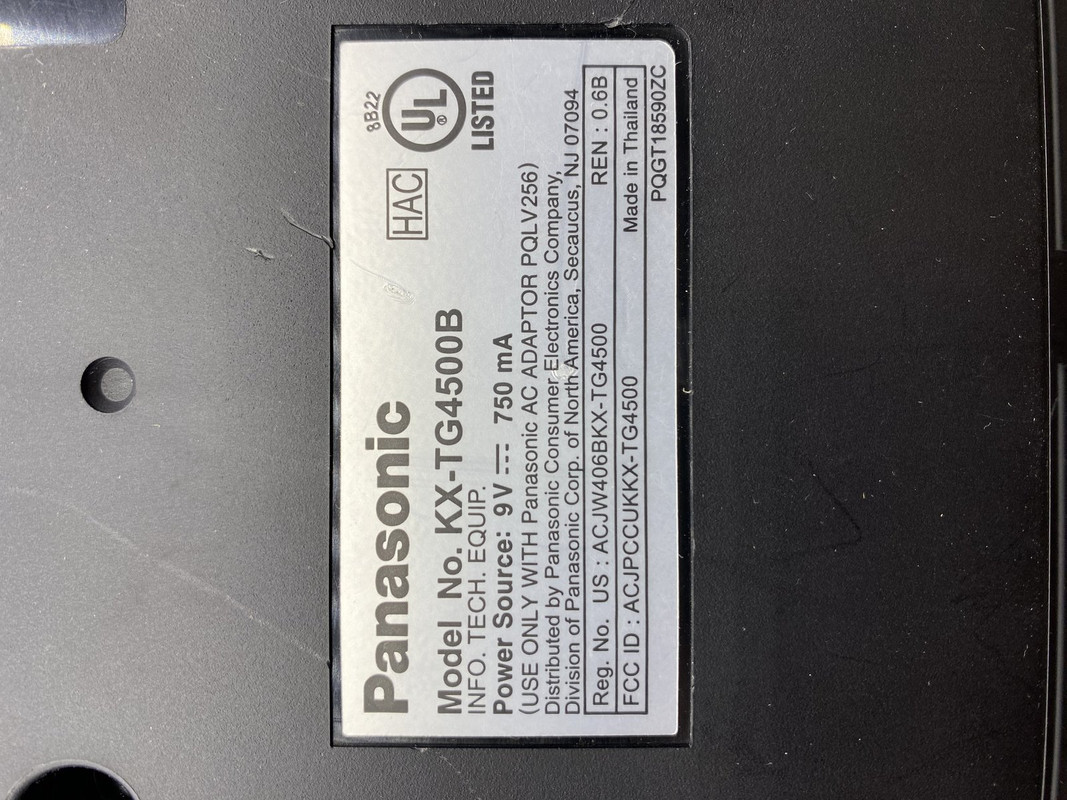 Panasonic
8B22
HAC
UL
®
LISTED
Model No. KX-TG4500B
INFO. TECH. EQUIP.
Power Source: 9V ⎓ 750 mA
(USE ONLY WITH Panasonic AC ADAPTOR PQLV256)
Distributed by Panasonic Consumer Electronics Company,
Division of Panasonic Corp. of North America, Secaucus, NJ 07094
Reg. No. US : ACJW406BKX-TG4500 REN : 0.6B
FCC ID : ACJPCCUKKX-TG4500 Made in Thailand
PQGT18590ZC